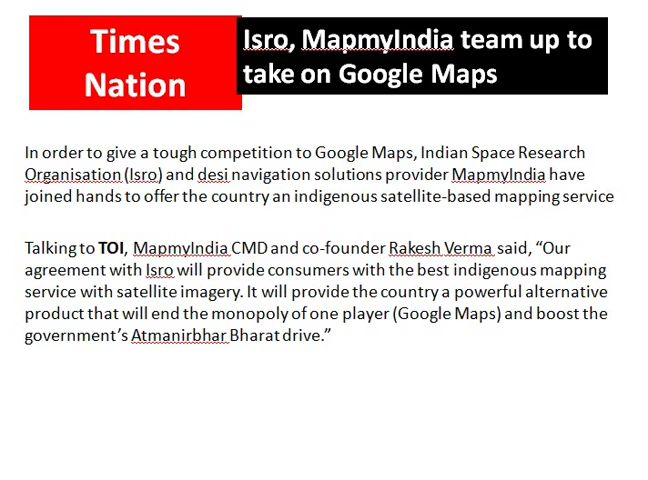 Times
Nation
Isro, MapmyIndia team up to
take on Google Maps
In order to give a tough competition to Google Maps, Indian Space Research
Organisation (Isro) and desi navigation solutions provider MapmyIndia have
joined hands to offer the country an indigenous satellite-based mapping service
Talking to TOI, MapmyIndia CMD and co-founder Rakesh Verma said, “Our
agreement with Isro will provide consumers with the best indigenous mapping
service with satellite imagery. It will provide the country a powerful alternative
product that will end the monopoly of one player (Google Maps) and boost the
government’s Atmanirbhar Bharat drive.”